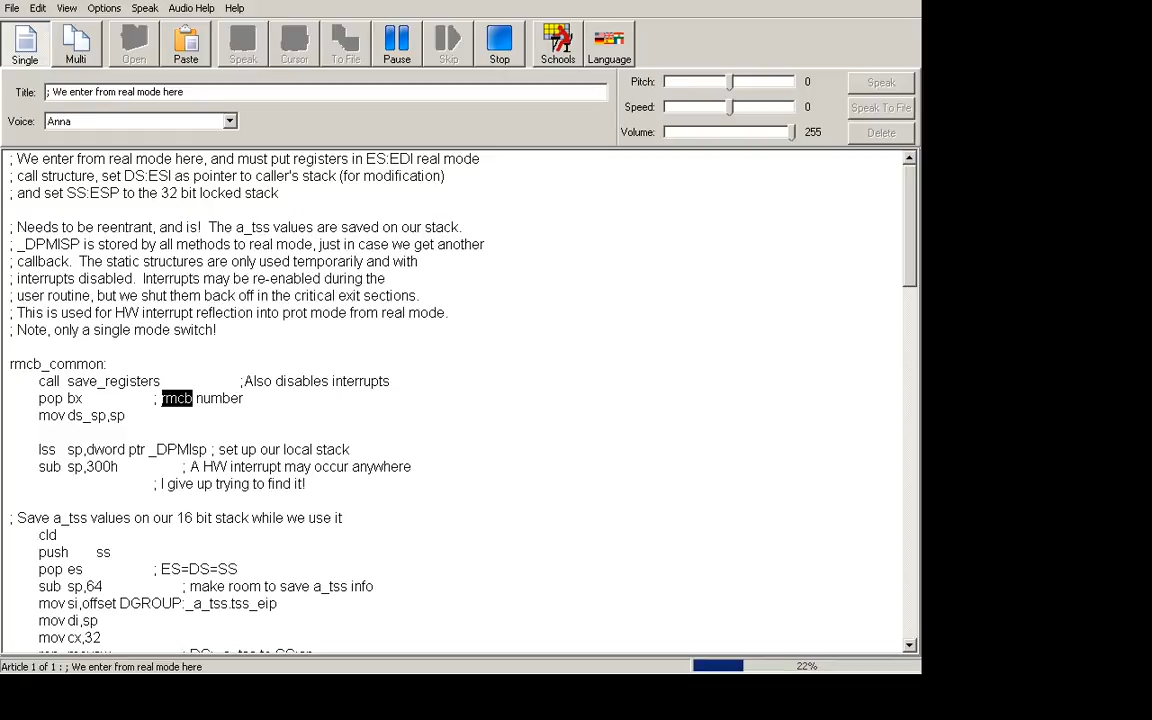 File Edit View Options Speak Audio Help Help
Single Multi Open Paste Speak Cursor To File Pause Skip Stop Schools Language
Title: ; We enter from real mode here
Voice: Anna
Pitch: 0 Speak
Speed: 0 Speak To File
Volume: 255 Delete
; We enter from real mode here, and must put registers in ES:EDI real mode
; call structure, set DS:ESI as pointer to caller's stack (for modification)
; and set SS:ESP to the 32 bit locked stack
; Needs to be reentrant, and is! The a_tss values are saved on our stack.
; _DPMISP is stored by all methods to real mode, just in case we get another
; callback. The static structures are only used temporarily and with
; interrupts disabled. Interrupts may be re-enabled during the
; user routine, but we shut them back off in the critical exit sections.
; This is used for HW interrupt reflection into prot mode from real mode.
; Note, only a single mode switch!
rmcb_common:
call save_registers ;Also disables interrupts
pop bx ; rmcb number
mov ds_sp,sp
lss sp,dword ptr _DPMIsp ; set up our local stack
sub sp,300h ; A HW interrupt may occur anywhere
; I give up trying to find it!
; Save a_tss values on our 16 bit stack while we use it
cld
push ss
pop es ; ES=DS=SS
sub sp,64 ; make room to save a_tss info
mov si,offset DGROUP:_a_tss.tss_eip
mov di,sp
mov cx,32
Article 1 of 1 : ; We enter from real mode here 22%